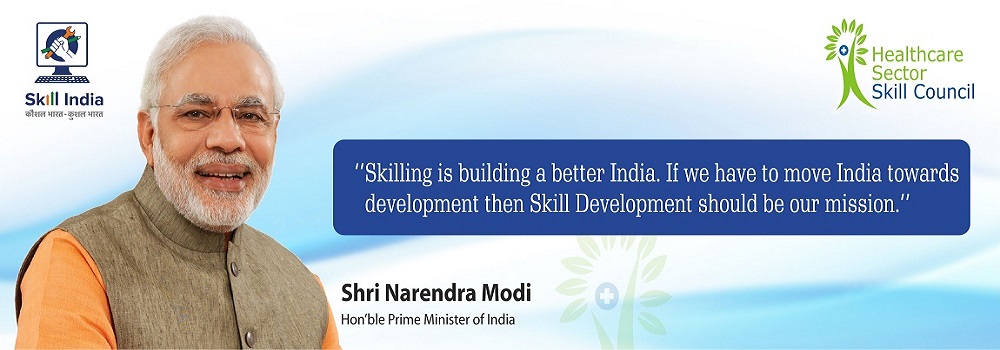 Skill India
कौशल भारत - कुशल भारत
Healthcare
Sector
Skill Council
"Skilling is building a better India. If we have to move India towards
development then Skill Development should be our mission."
Shri Narendra Modi
Hon'ble Prime Minister of India